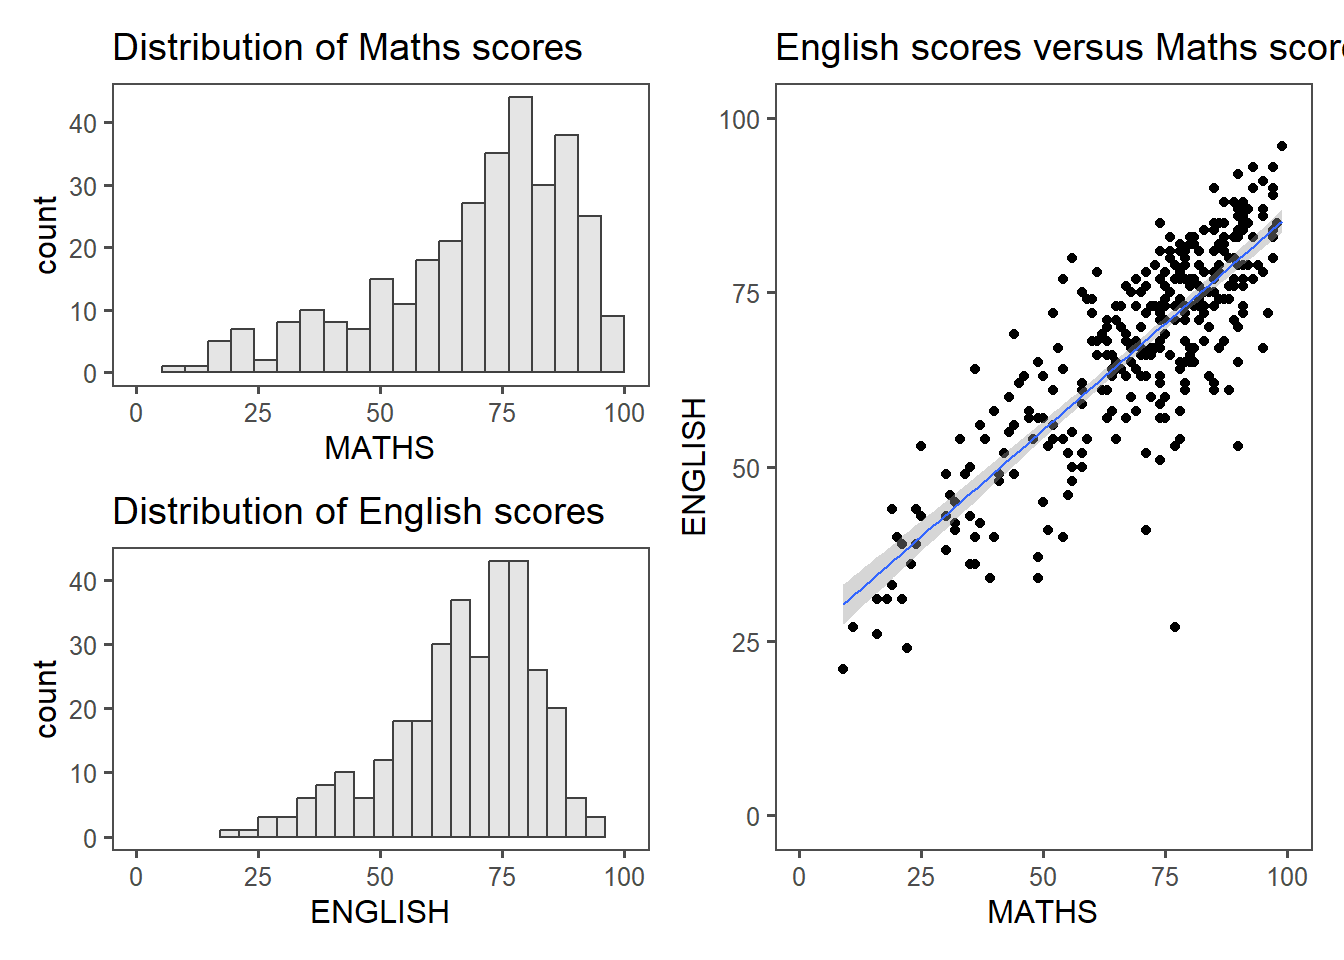 Distribution of Maths scores
40
30
20
10
0
count
0 25 50 75 100
MATHS
Distribution of English scores
40
30
20
10
0
count
0 25 50 75 100
ENGLISH
English scores versus Maths scor
100
75
50
25
0
ENGLISH
0 25 50 75 100
MATHS